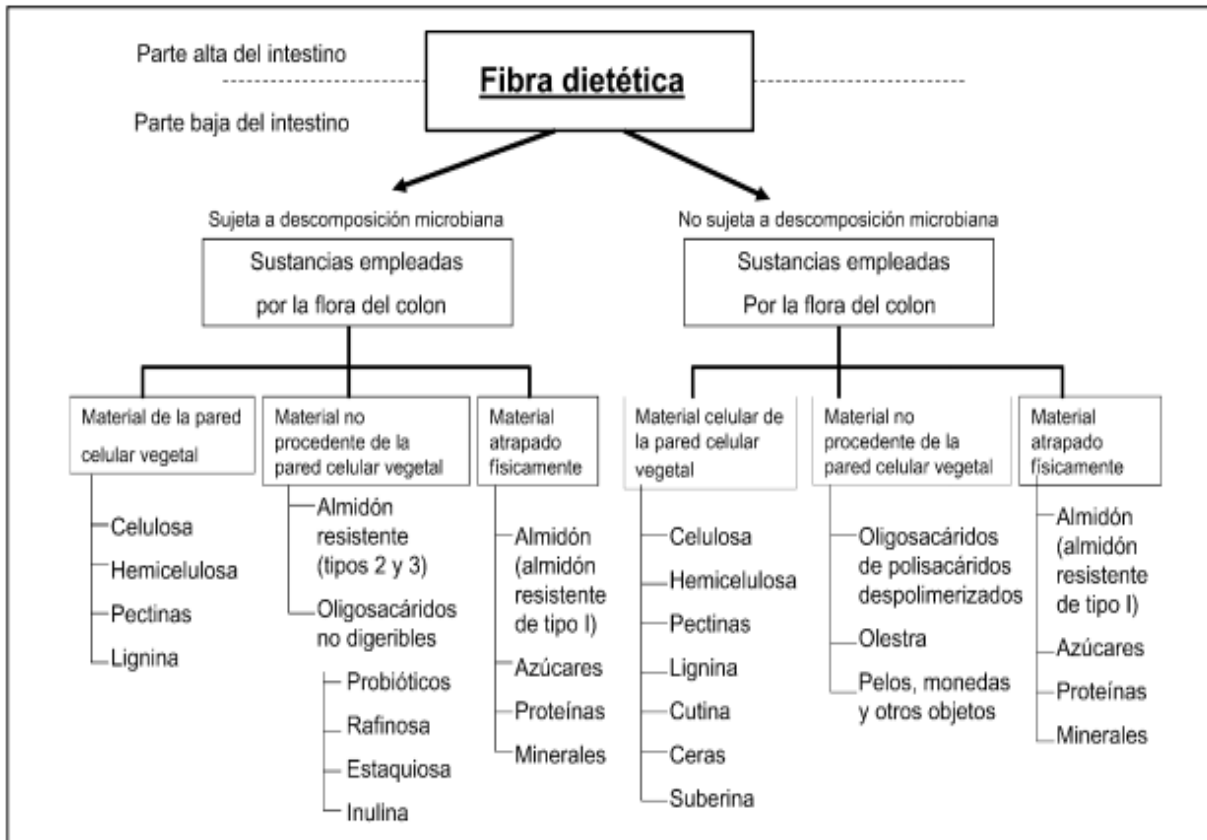 Parte alta del intestino
Fibra dietética
Parte baja del intestino
Sujeta a descomposición microbiana
Sustancias empleadas
por la flora del colon
Material de la pared
celular vegetal
Celulosa
Hemicelulosa
Pectinas
Lignina
Material no
procedente de la
pared celular vegetal
Almidón
resistente
(tipos 2 y 3)
Oligosacáridos
no digeribles
Probióticos
Rafinosa
Estaquiosa
Inulina
Material
atrapado
físicamente
Almidón
(almidón
resistente
de tipo I)
Azúcares
Proteínas
Minerales
No sujeta a descomposición microbiana
Sustancias empleadas
Por la flora del colon
Material celular de
la pared celular
vegetal
Celulosa
Hemicelulosa
Pectinas
Lignina
Cutina
Ceras
Suberina
Material no
procedente de la
pared celular vegetal
Oligosacáridos
de polisacáridos
despolimerizados
Olestra
Pelos, monedas
y otros objetos
Material
atrapado
físicamente
Almidón
(almidón
resistente
de tipo I)
Azúcares
Proteínas
Minerales